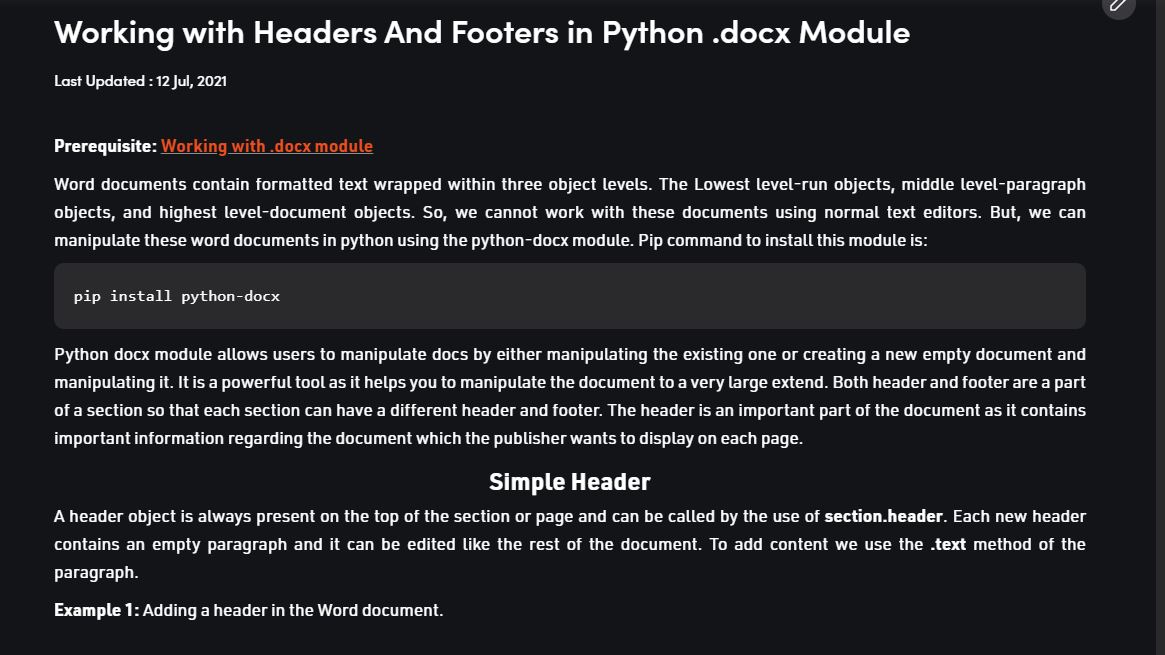 Working with Headers And Footers in Python .docx Module
Last Updated : 12 Jul, 2021
Prerequisite: Working with .docx module
Word documents contain formatted text wrapped within three object levels. The Lowest level-run objects, middle level-paragraph
objects, and highest level-document objects. So, we cannot work with these documents using normal text editors. But, we can
manipulate these word documents in python using the python-docx module. Pip command to install this module is:
pip install python-docx
Python docx module allows users to manipulate docs by either manipulating the existing one or creating a new empty document and
manipulating it. It is a powerful tool as it helps you to manipulate the document to a very large extend. Both header and footer are a part
of a section so that each section can have a different header and footer. The header is an important part of the document as it contains
important information regarding the document which the publisher wants to display on each page.
Simple Header
A header object is always present on the top of the section or page and can be called by the use of section.header. Each new header
contains an empty paragraph and it can be edited like the rest of the document. To add content we use the .text method of the
paragraph.
Example 1: Adding a header in the Word document.